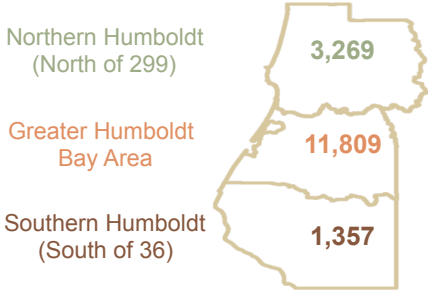 Northern Humboldt
(North of 299)
3,269
Greater Humboldt
Bay Area
11,809
Southern Humboldt
(South of 36)
1,357